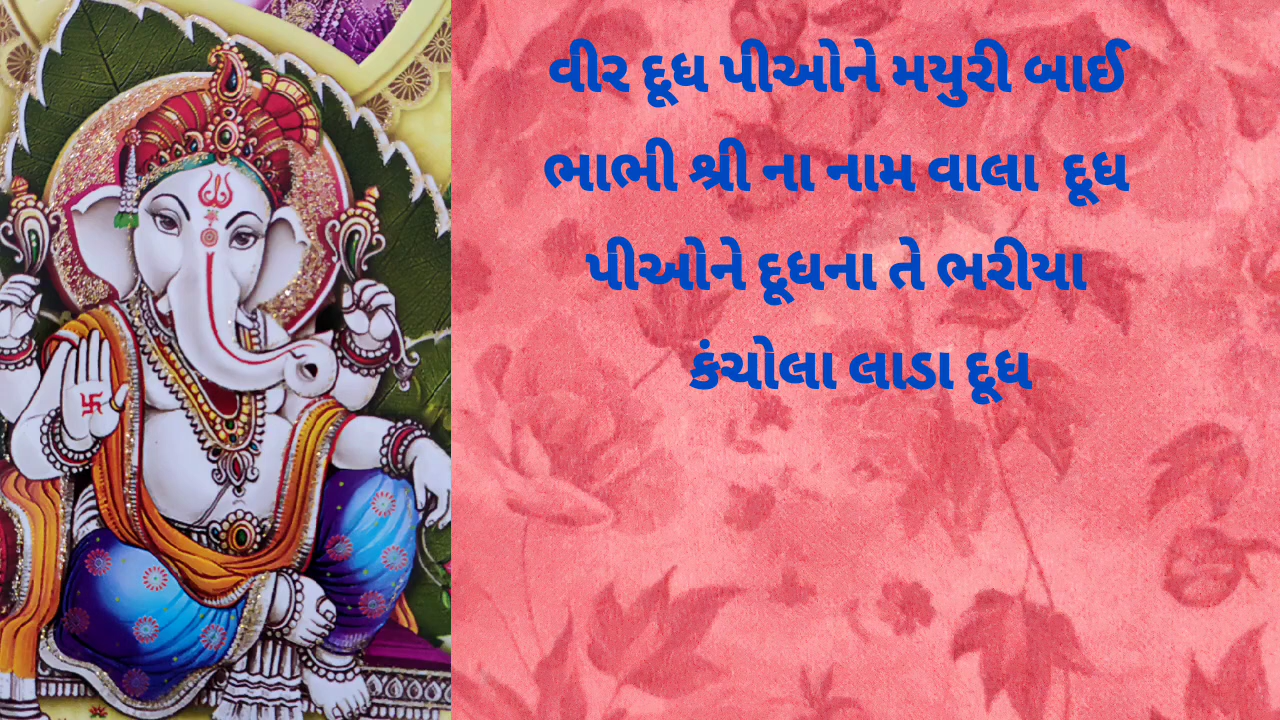 વીર દૂધ પીઓને મયુરી બાઈ
ભાભી શ્રી ના નામ વાલા દૂધ
પીઓને દૂધના તે ભરીયા
કંચોલા લાડા દૂધ